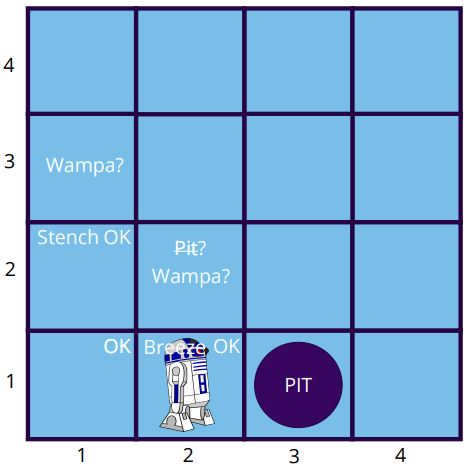 4
3
Wampa?
Stench OK
2
Pit?
Wampa?
OK
Breeze OK
1
PIT
1 2 3 4